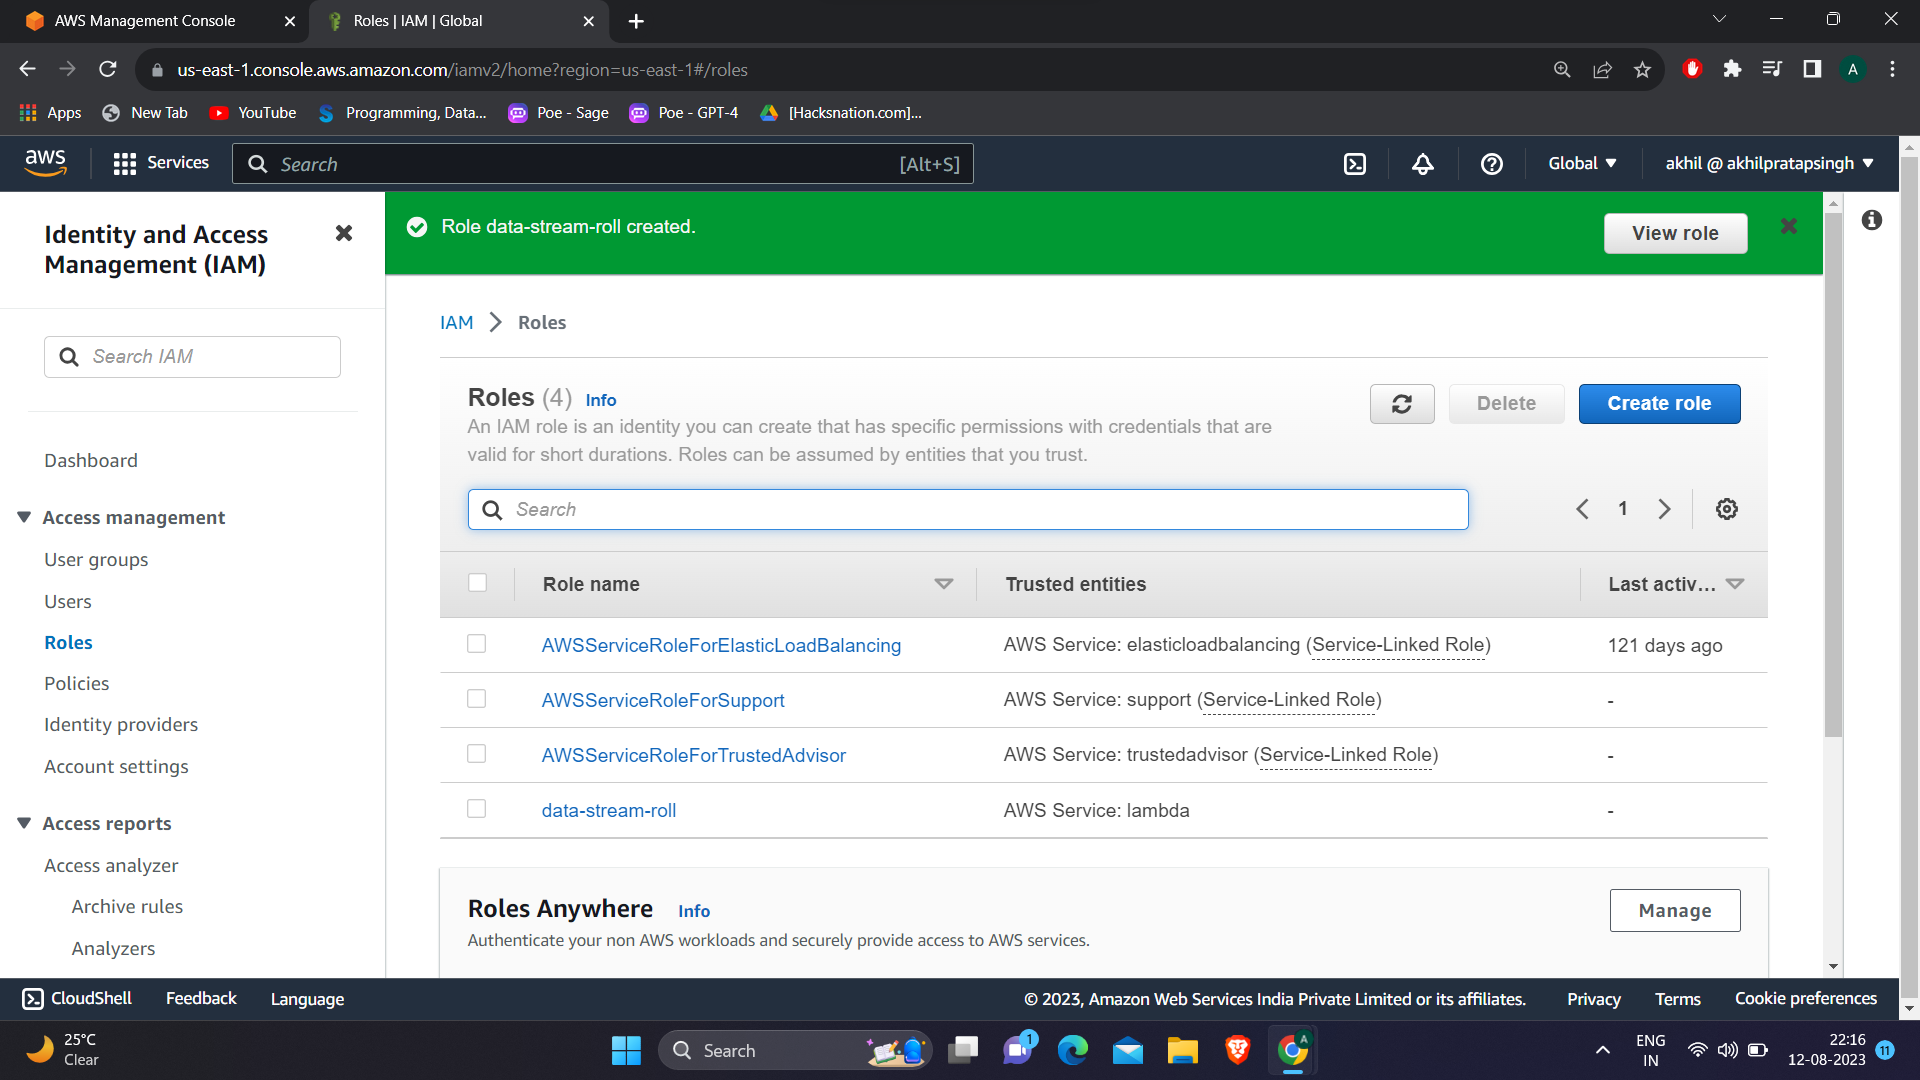 AWS Management Console
Roles | IAM | Global
us-east-1.console.aws.amazon.com/iamv2/home?region=us-east-1#/roles
A
Apps
New Tab
YouTube
Programming, Data...
Poe - Sage
Poe - GPT-4
[Hacksnation.com]...
aws
Services
Search
[Alt+S]
Global
akhil @ akhilpratapsingh
Identity and Access
Management (IAM)
Search IAM
Dashboard
Access management
User groups
Users
Roles
Policies
Identity providers
Account settings
Access reports
Access analyzer
Archive rules
Analyzers
Role data-stream-roll created.
View role
IAM
Roles
Roles (4) Info
An IAM role is an identity you can create that has specific permissions with credentials that are
valid for short durations. Roles can be assumed by entities that you trust.
Delete
Create role
Search
1
Role name
Trusted entities
Last activ...
AWSServiceRoleForElasticLoadBalancing
AWS Service: elasticloadbalancing (Service-Linked Role)
121 days ago
AWSServiceRoleForSupport
AWS Service: support (Service-Linked Role)
-
AWSServiceRoleForTrustedAdvisor
AWS Service: trustedadvisor (Service-Linked Role)
-
data-stream-roll
AWS Service: lambda
-
Roles Anywhere Info
Authenticate your non AWS workloads and securely provide access to AWS services.
Manage
CloudShell
Feedback
Language
© 2023, Amazon Web Services India Private Limited or its affiliates.
Privacy
Terms
Cookie preferences
25°C
Clear
Search
1
A
ENG
IN
22:16
12-08-2023
11